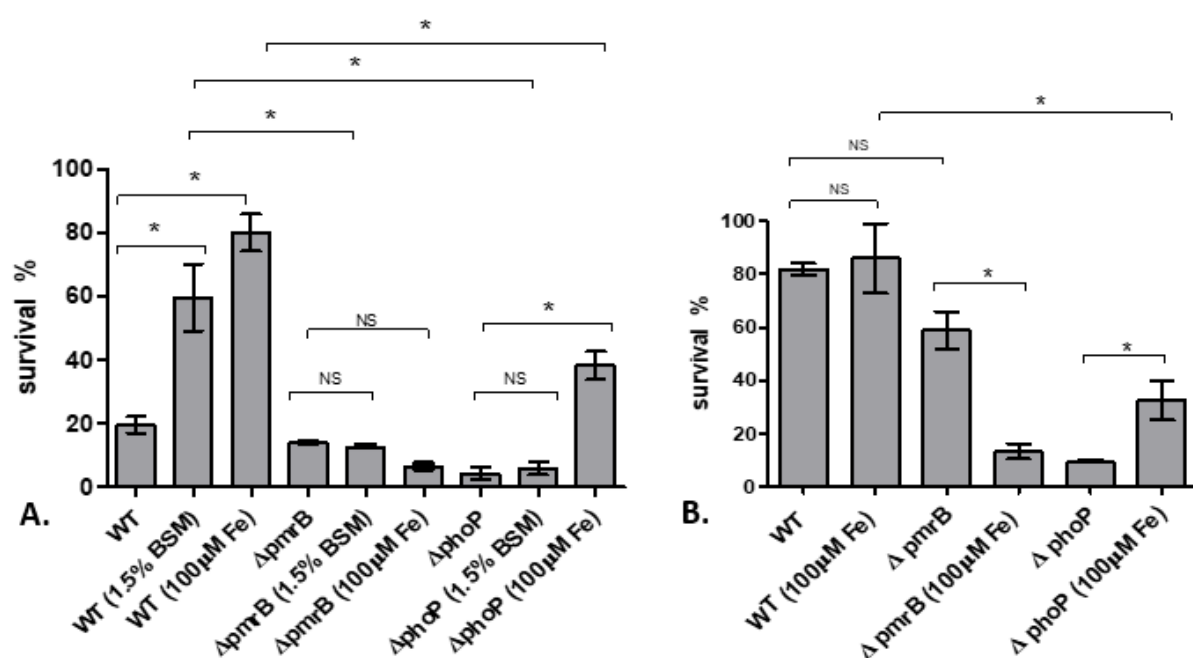 *
*
*
*
*
NS
NS
*
NS
*
100
80
60
40
20
0
survival %
WT
WT (1.5% BSM)
WT (100µM Fe)
ΔpmrB
ΔpmrB (1.5% BSM)
ΔpmrB (100µM Fe)
ΔphoP
ΔphoP (1.5% BSM)
ΔphoP (100µM Fe)
A.
*
NS
NS
*
*
100
80
60
40
20
0
survival %
WT
WT (100µM Fe)
Δ pmrB
Δ pmrB (100µM Fe)
Δ phoP
Δ phoP (100µM Fe)
B.